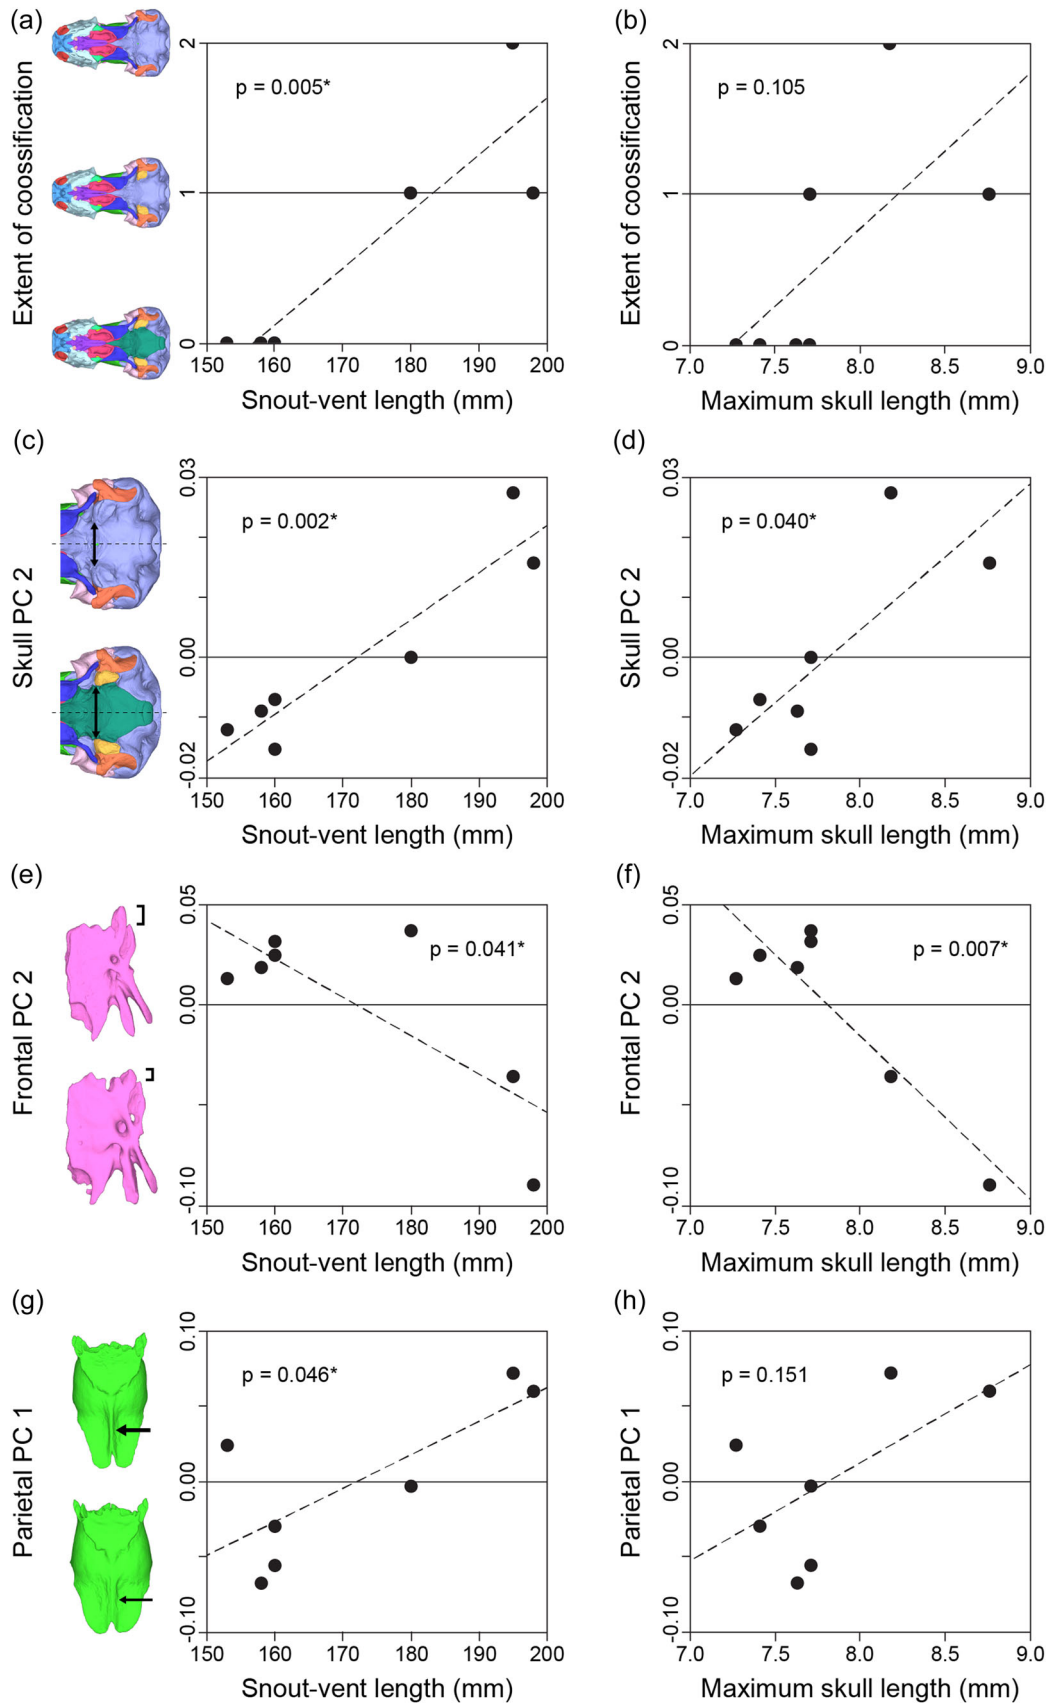 (a)
Extent of coossification
2
1
0
p = 0.005*
150 160 170 180 190 200
Snout-vent length (mm)
(b)
Extent of coossification
2
1
0
p = 0.105
7.0 7.5 8.0 8.5 9.0
Maximum skull length (mm)
(c)
Skull PC 2
0.03
0.00
-0.02
p = 0.002*
150 160 170 180 190 200
Snout-vent length (mm)
(d)
Skull PC 2
0.03
0.00
-0.02
p = 0.040*
7.0 7.5 8.0 8.5 9.0
Maximum skull length (mm)
(e)
Frontal PC 2
0.05
0.00
-0.10
p = 0.041*
150 160 170 180 190 200
Snout-vent length (mm)
(f)
Frontal PC 2
0.05
0.00
-0.10
p = 0.007*
7.0 7.5 8.0 8.5 9.0
Maximum skull length (mm)
(g)
Parietal PC 1
0.10
0.00
-0.10
p = 0.046*
150 160 170 180 190 200
Snout-vent length (mm)
(h)
Parietal PC 1
0.10
0.00
-0.10
p = 0.151
7.0 7.5 8.0 8.5 9.0
Maximum skull length (mm)